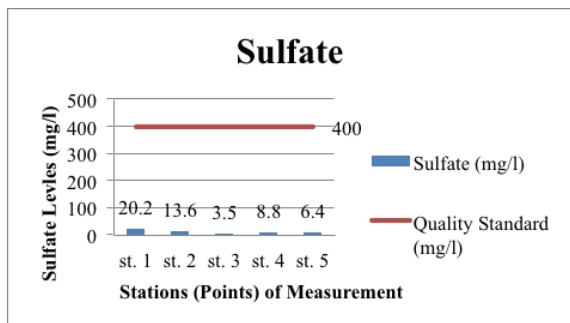 Sulfate
Sulfate Levles (mg/l)
500
400
300
200
100
0
400
20.2 13.6 3.5 8.8 6.4
st. 1 st. 2 st. 3 st. 4 st. 5
Stations (Points) of Measurement
Sulfate (mg/l)
Quality Standard
(mg/l)